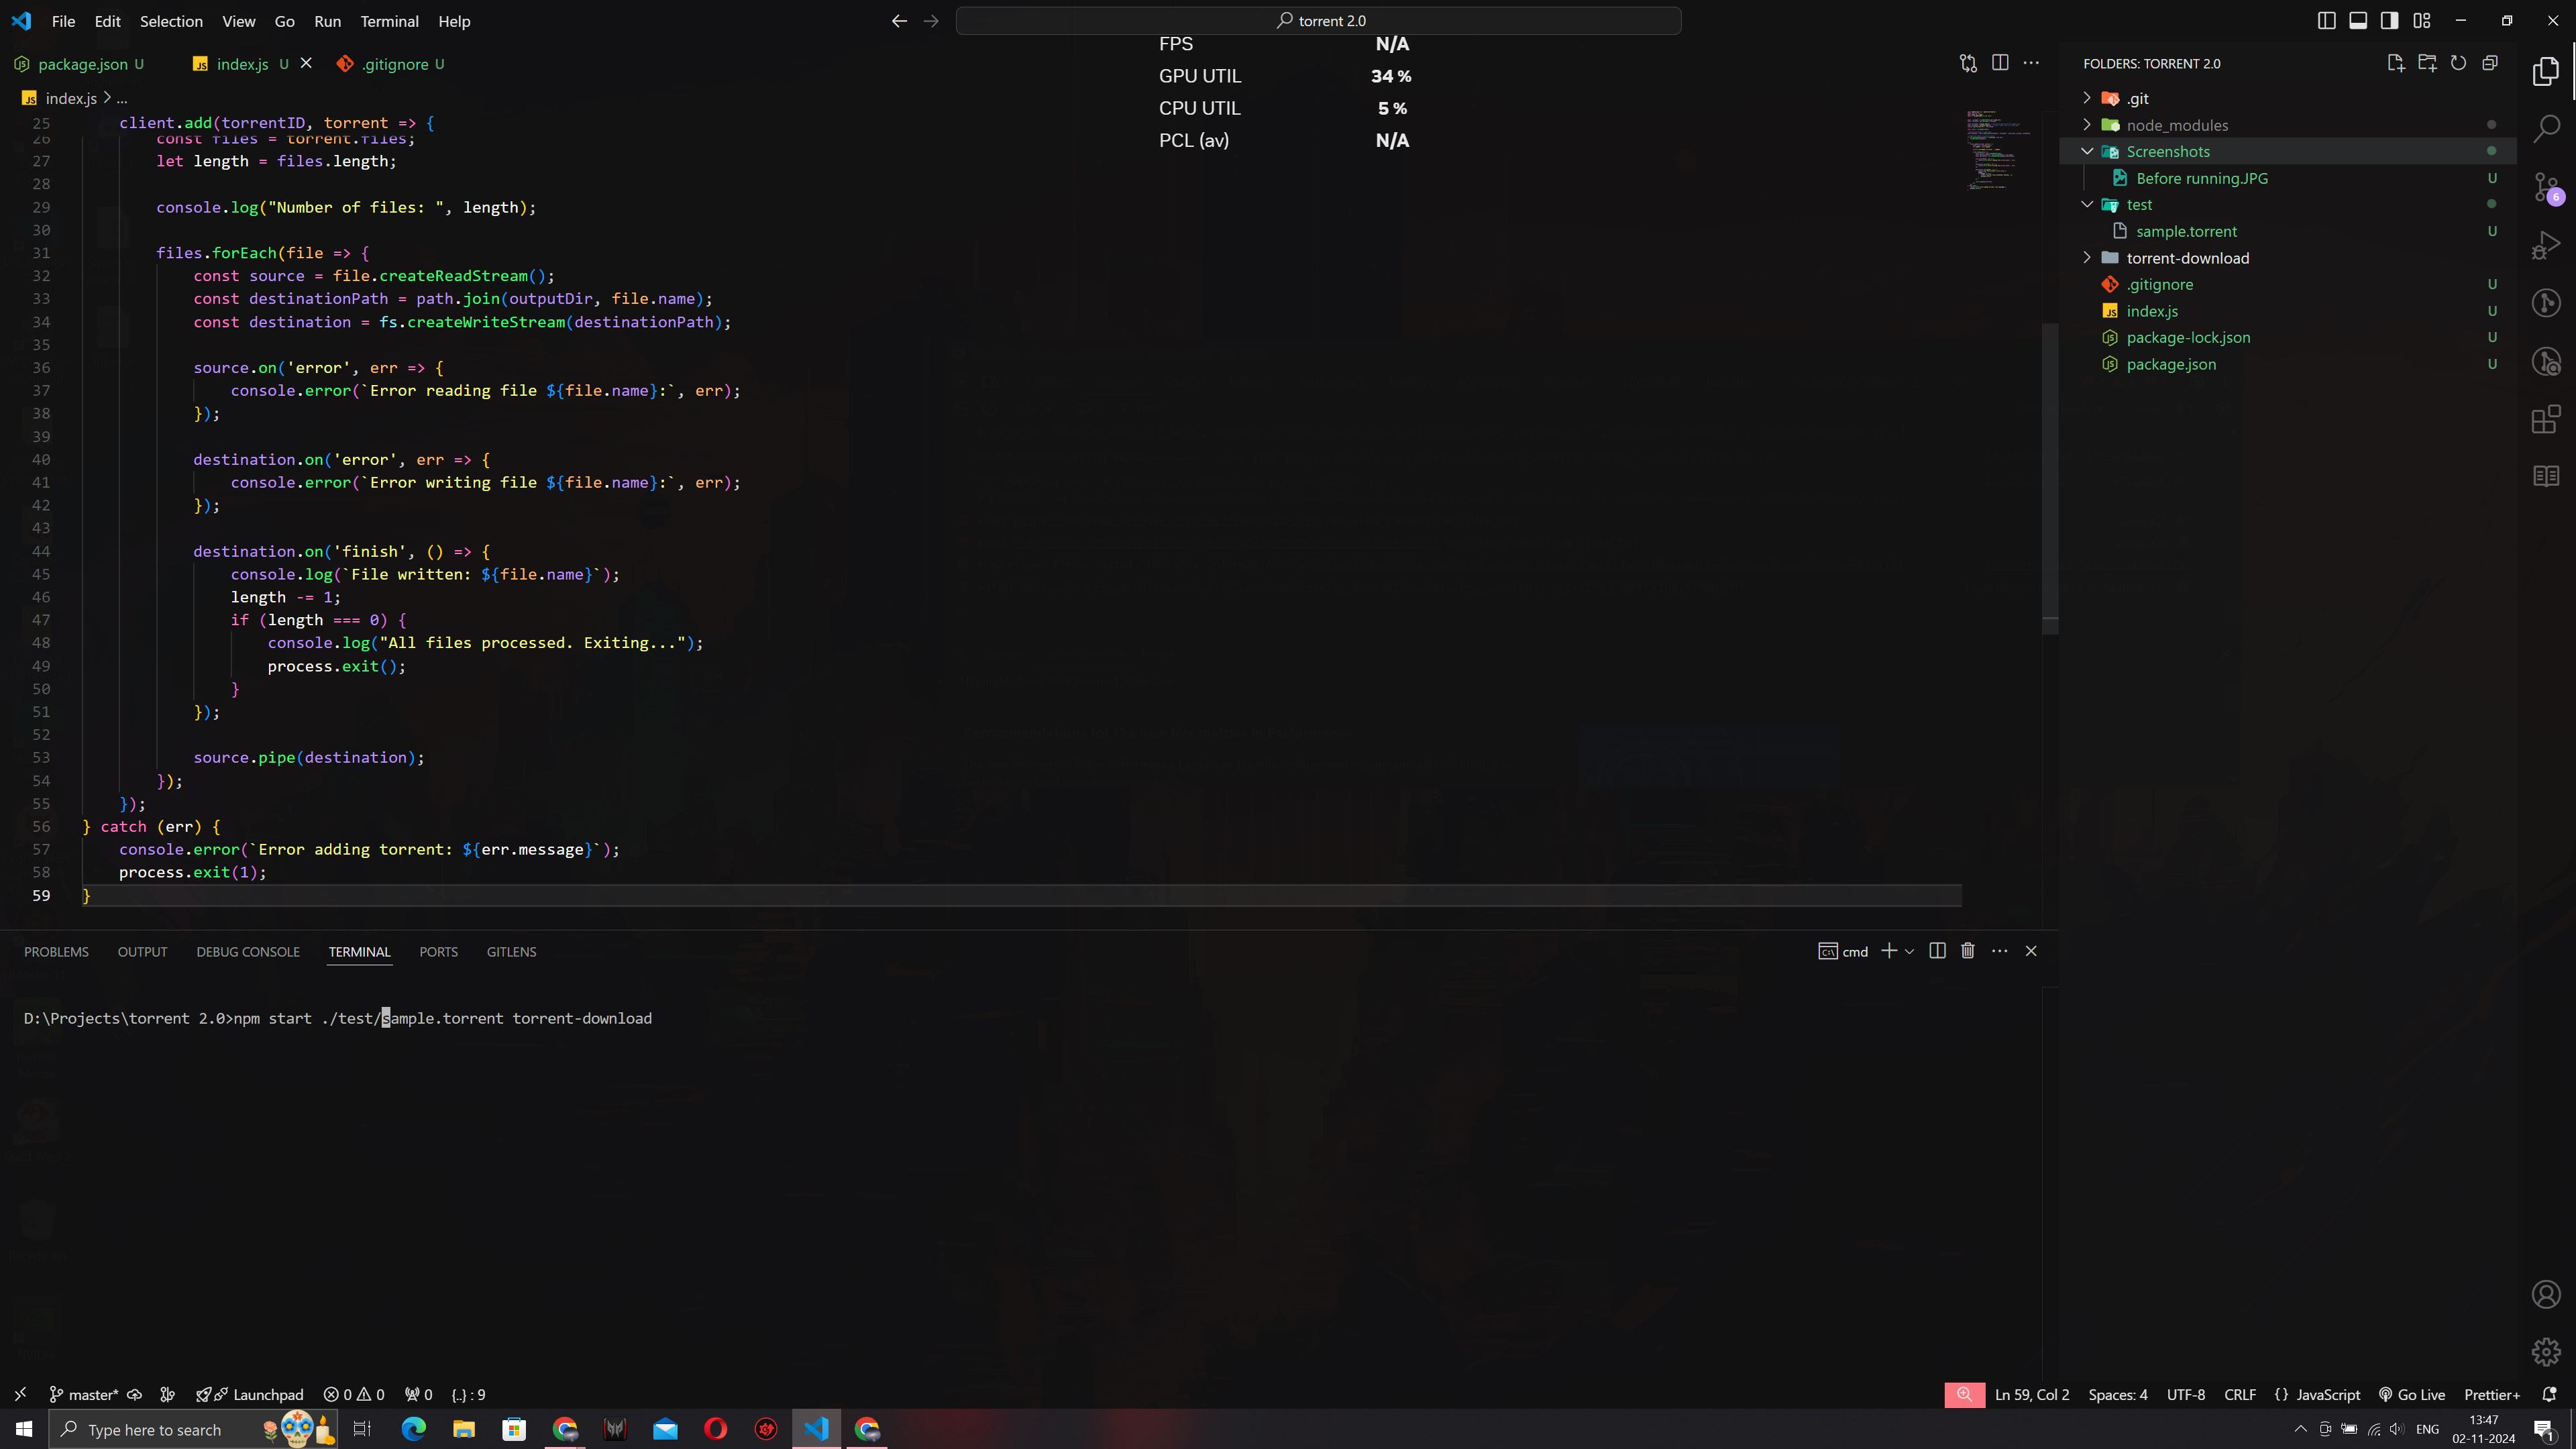 File Edit Selection View Go Run Terminal Help
torrent 2.0
FPS N/A
GPU UTIL 34 %
CPU UTIL 5 %
PCL (av) N/A
package.json U
index.js U
.gitignore U
index.js > ...
25 client.add(torrentID, torrent => {
26 const files = torrent.files;
27 let length = files.length;
28
29 console.log("Number of files: ", length);
30
31 files.forEach(file => {
32 const source = file.createReadStream();
33 const destinationPath = path.join(outputDir, file.name);
34 const destination = fs.createWriteStream(destinationPath);
35
36 source.on('error', err => {
37 console.error(`Error reading file ${file.name}:`, err);
38 });
39
40 destination.on('error', err => {
41 console.error(`Error writing file ${file.name}:`, err);
42 });
43
44 destination.on('finish', () => {
45 console.log(`File written: ${file.name}`);
46 length -= 1;
47 if (length === 0) {
48 console.log("All files processed. Exiting...");
49 process.exit();
50 }
51 });
52
53 source.pipe(destination);
54 });
55 });
56 } catch (err) {
57 console.error(`Error adding torrent: ${err.message}`);
58 process.exit(1);
59 }
FOLDERS: TORRENT 2.0
.git
node_modules
Screenshots
Before running.JPG U
test
sample.torrent U
torrent-download
.gitignore U
index.js U
package-lock.json U
package.json U
6
PROBLEMS OUTPUT DEBUG CONSOLE TERMINAL PORTS GITLENS
cmd
D:\Projects\torrent 2.0>npm start ./test/sample.torrent torrent-download
master* Launchpad 0 0 0 {..} : 9
Ln 59, Col 2 Spaces: 4 UTF-8 CRLF {} JavaScript Go Live Prettier+
Type here to search
ENG
13:47
02-11-2024
1